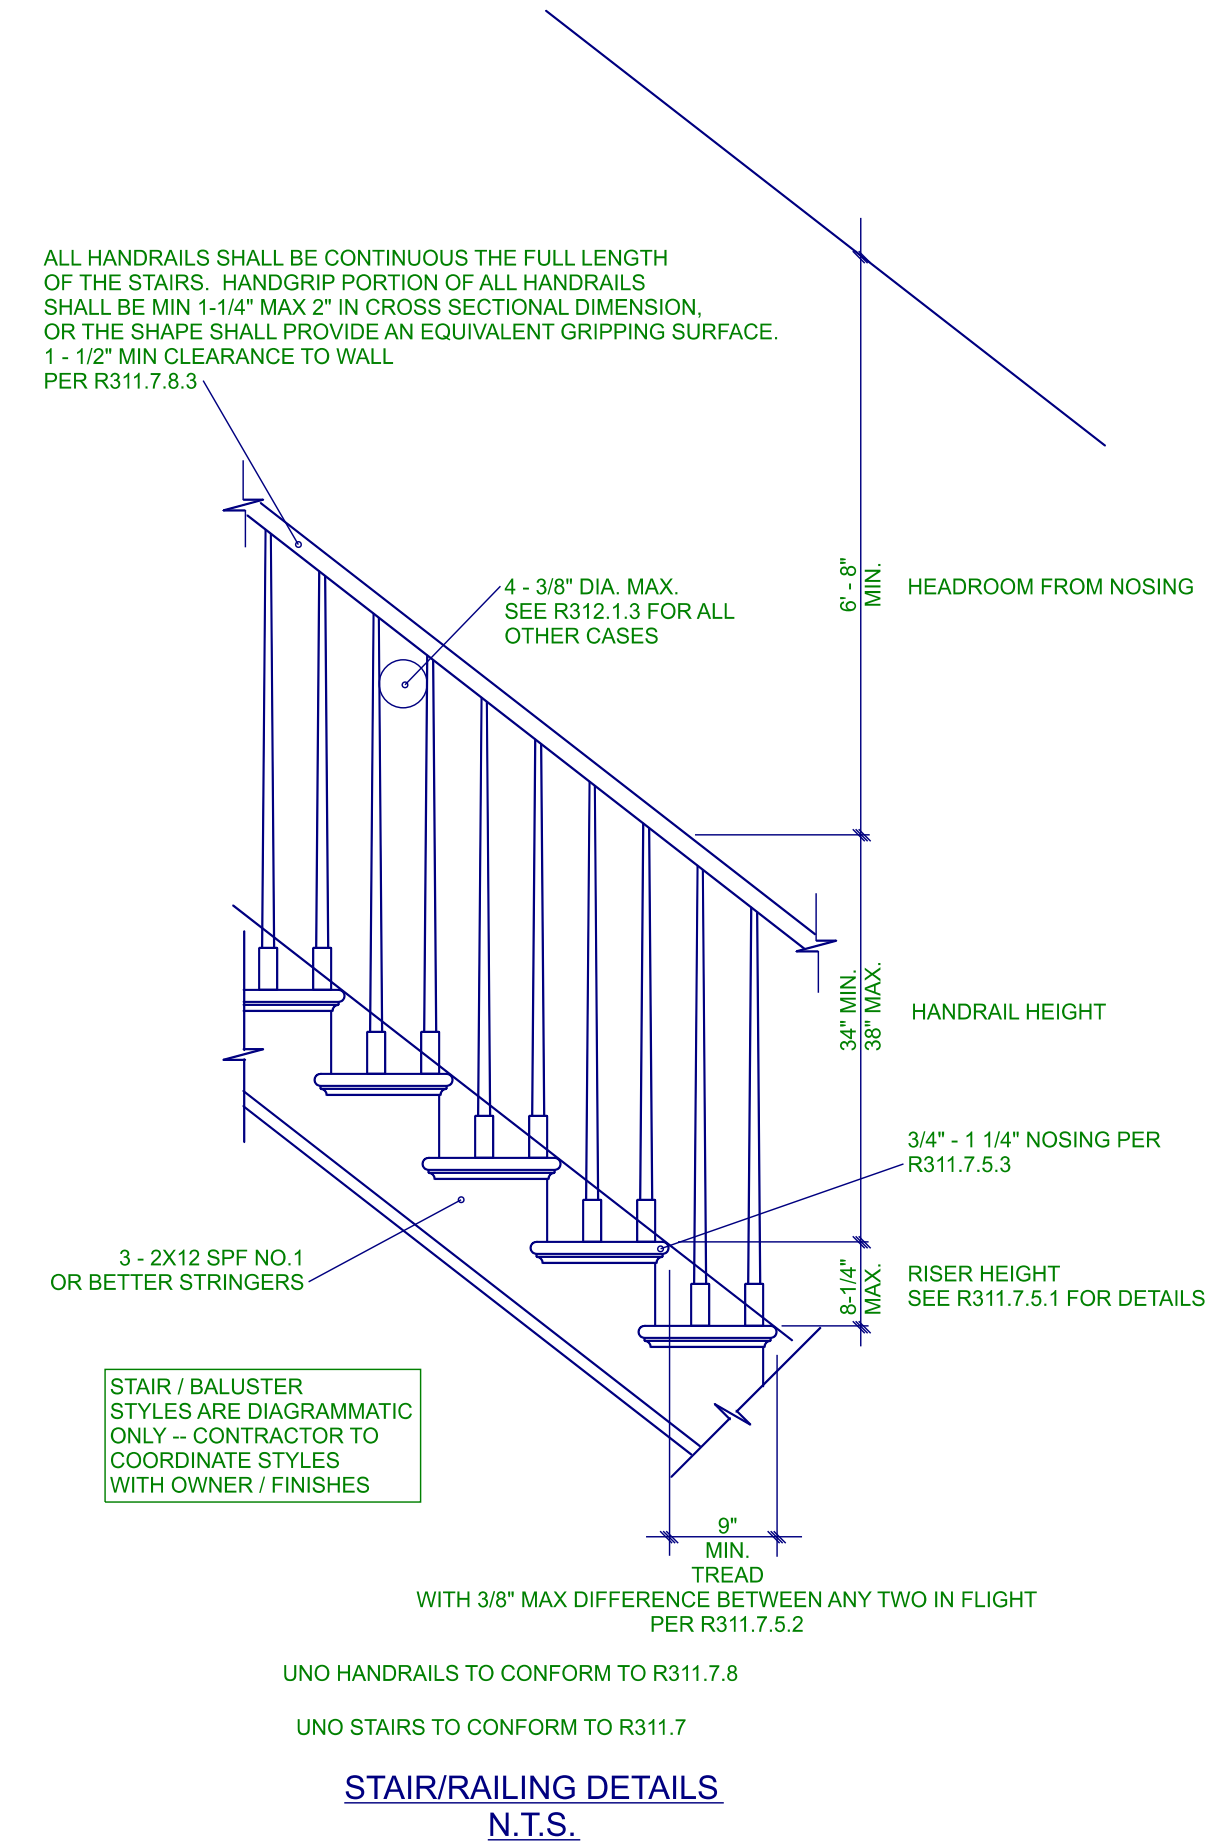 ALL HANDRAILS SHALL BE CONTINUOUS THE FULL LENGTH
OF THE STAIRS. HANDGRIP PORTION OF ALL HANDRAILS
SHALL BE MIN 1-1/4" MAX 2" IN CROSS SECTIONAL DIMENSION,
OR THE SHAPE SHALL PROVIDE AN EQUIVALENT GRIPPING SURFACE.
1 - 1/2" MIN CLEARANCE TO WALL
PER R311.7.8.3
4 - 3/8" DIA. MAX.
SEE R312.1.3 FOR ALL
OTHER CASES
6' - 8"
MIN.
HEADROOM FROM NOSING
34" MIN.
38" MAX.
HANDRAIL HEIGHT
3/4" - 1 1/4" NOSING PER
R311.7.5.3
3 - 2X12 SPF NO.1
OR BETTER STRINGERS
8-1/4"
MAX.
RISER HEIGHT
SEE R311.7.5.1 FOR DETAILS
STAIR / BALUSTER
STYLES ARE DIAGRAMMATIC
ONLY -- CONTRACTOR TO
COORDINATE STYLES
WITH OWNER / FINISHES
9"
MIN.
TREAD
WITH 3/8" MAX DIFFERENCE BETWEEN ANY TWO IN FLIGHT
PER R311.7.5.2
UNO HANDRAILS TO CONFORM TO R311.7.8
UNO STAIRS TO CONFORM TO R311.7
STAIR/RAILING DETAILS
N.T.S.